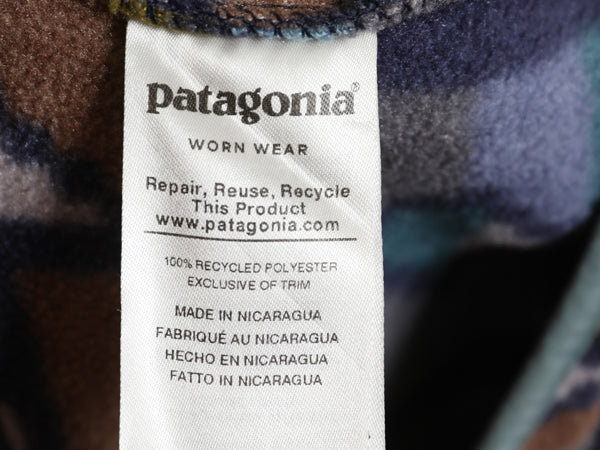 patagonia®
WORN WEAR
Repair, Reuse, Recycle
This Product
www.patagonia.com
100% RECYCLED POLYESTER
EXCLUSIVE OF TRIM
MADE IN NICARAGUA
FABRIQUÉ AU NICARAGUA
HECHO EN NICARAGUA
FATTO IN NICARAGUA